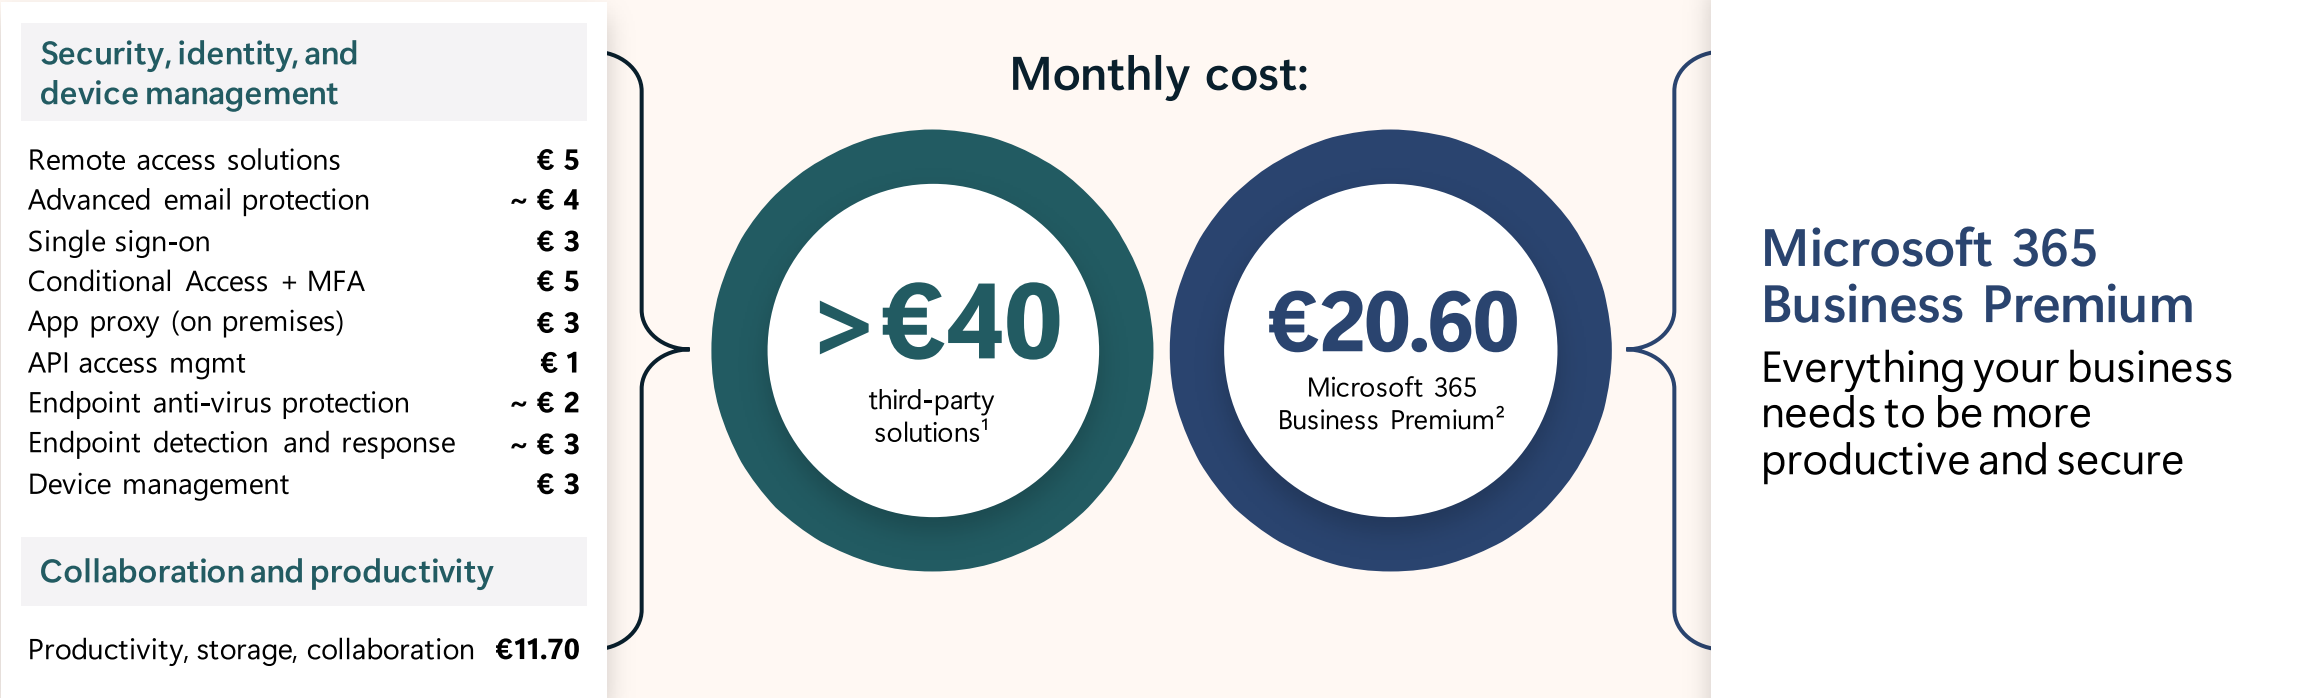 Security, identity, and
device management
Remote access solutions € 5
Advanced email protection ~ € 4
Single sign-on € 3
Conditional Access + MFA € 5
App proxy (on premises) € 3
API access mgmt € 1
Endpoint anti-virus protection ~ € 2
Endpoint detection and response ~ € 3
Device management € 3
Collaboration and productivity
Productivity, storage, collaboration €11.70
Monthly cost:
>€40
third-party
solutions¹
€20.60
Microsoft 365
Business Premium²
Microsoft 365
Business Premium
Everything your business
needs to be more
productive and secure